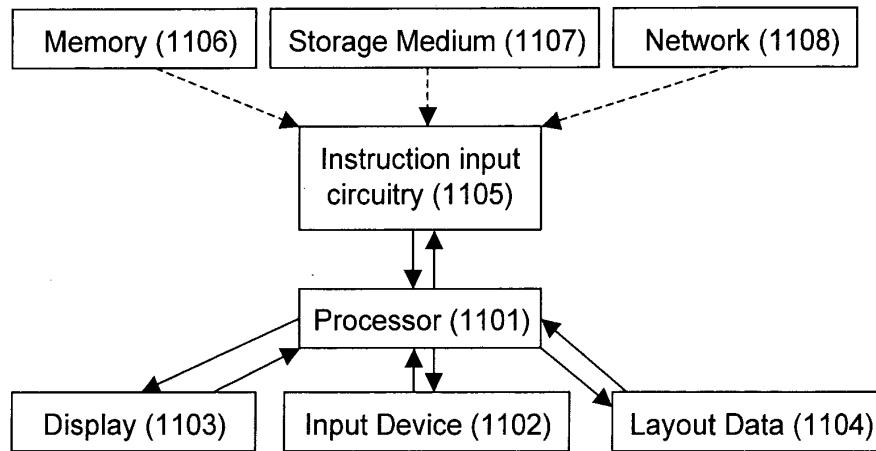 Memory (1106)
Storage Medium (1107)
Network (1108)
Instruction input
circuitry (1105)
Processor (1101)
Display (1103)
Input Device (1102)
Layout Data (1104)